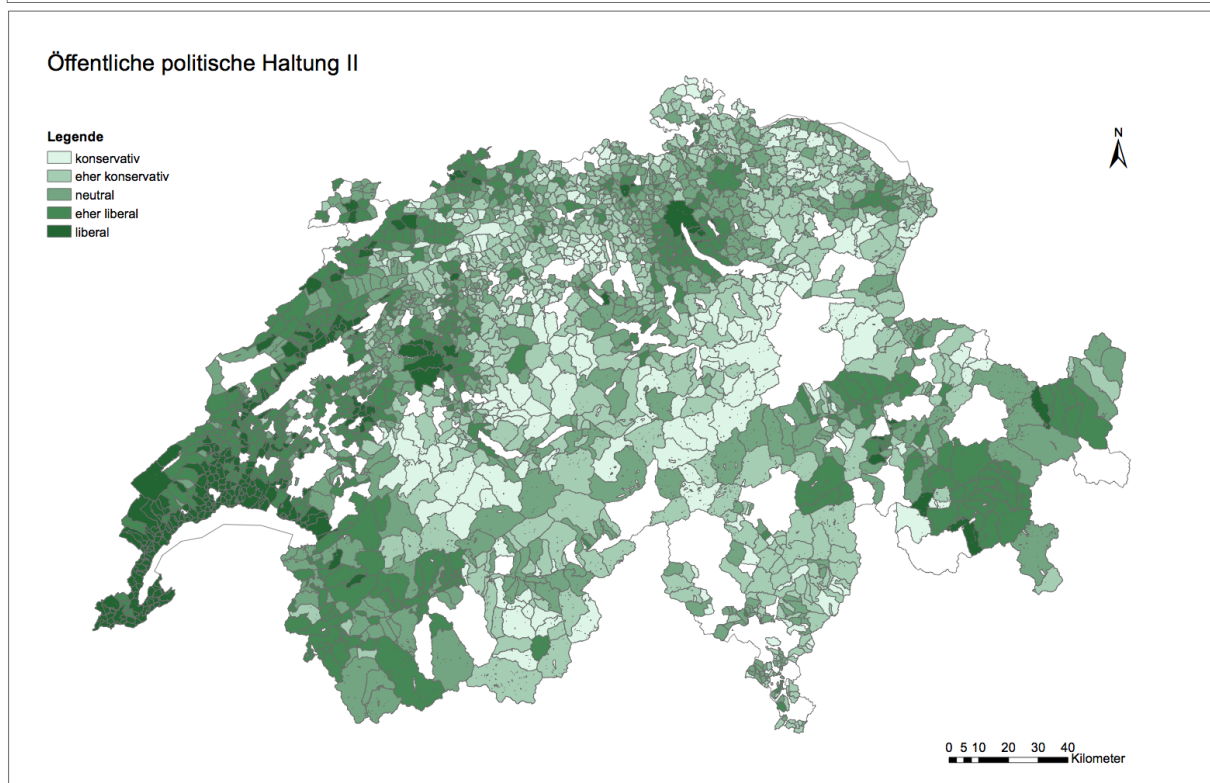 Öffentliche politische Haltung II
Legende
konservativ
eher konservativ
neutral
eher liberal
liberal
N
0 5 10 20 30 40
Kilometer